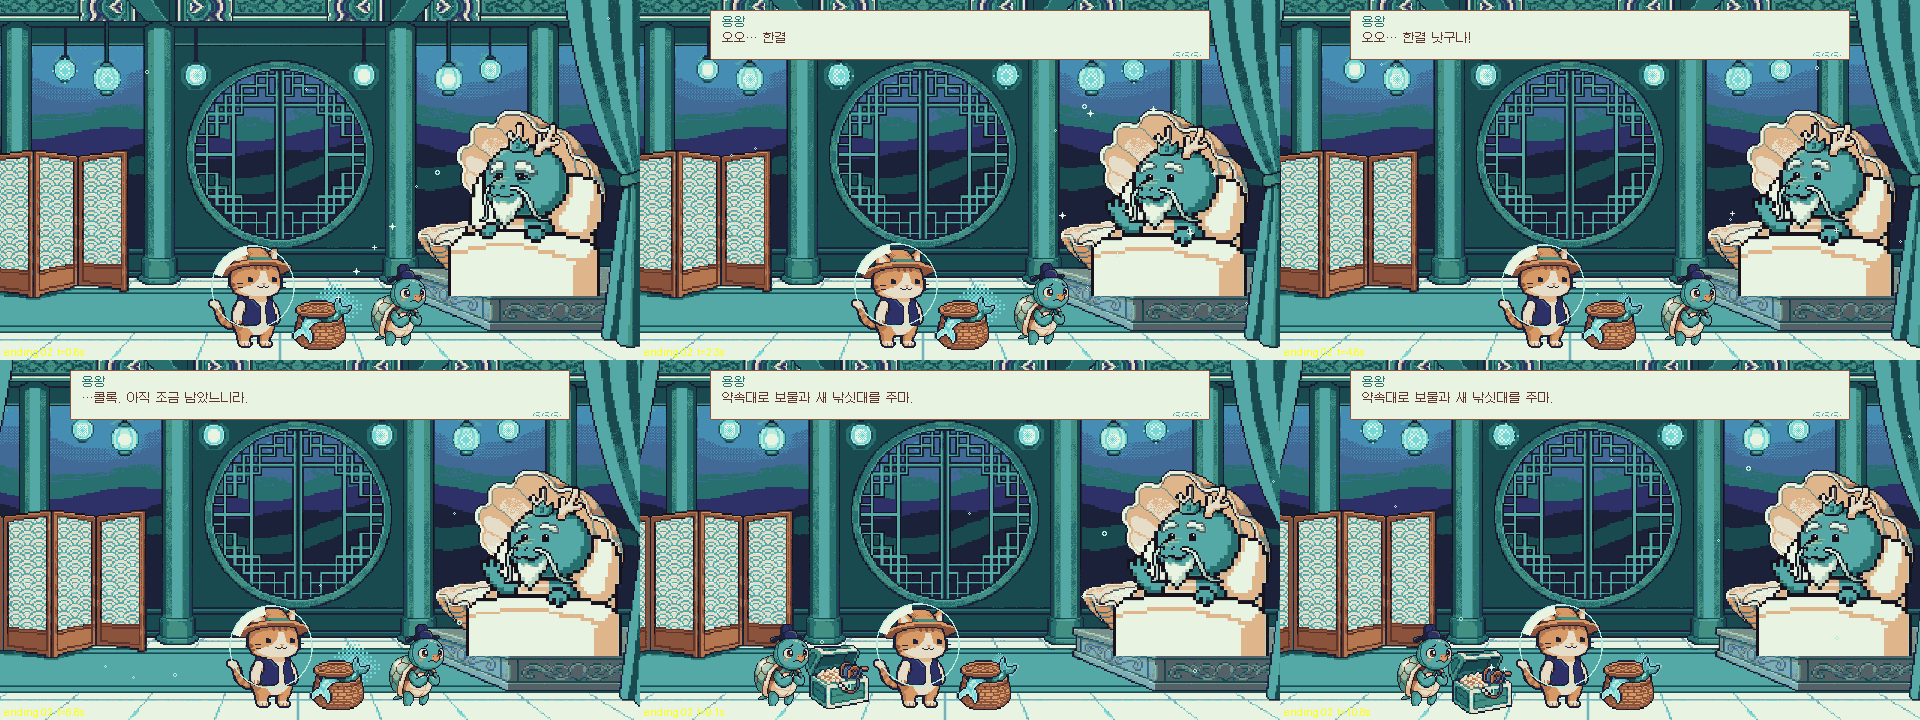 용왕
오오… 한결
용왕
오오… 한결 낫구나!
용왕
…콜록. 아직 조금 남았느니라.
용왕
약속대로 보물과 새 낚싯대를 주마.
용왕
약속대로 보물과 새 낚싯대를 주마.